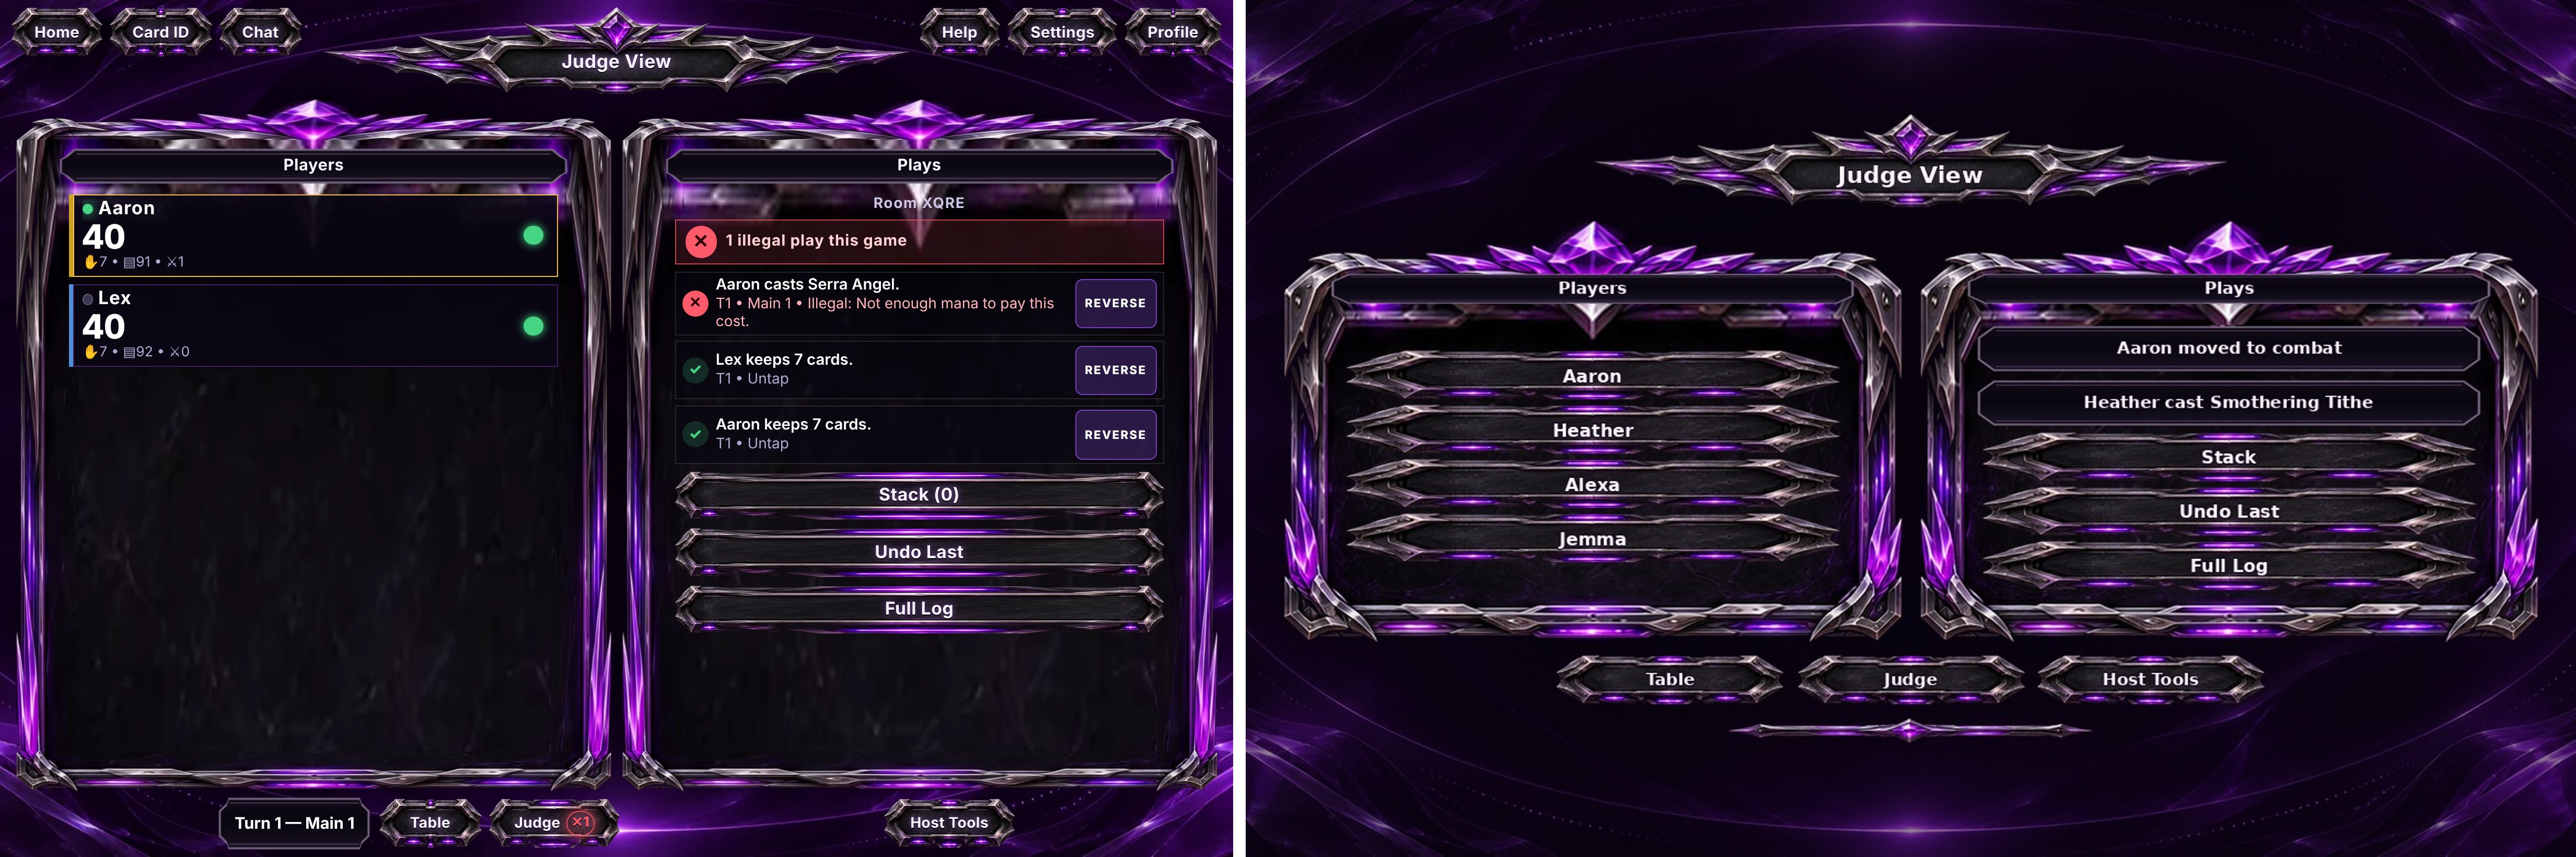 Home
Card ID
Chat
Judge View
Help
Settings
Profile
Players
Aaron
40
7 • 91 • ⚔1
Lex
40
7 • 92 • ⚔0
Plays
Room XQRE
1 illegal play this game
Aaron casts Serra Angel.
T1 • Main 1 • Illegal: Not enough mana to pay this
cost.
REVERSE
Lex keeps 7 cards.
T1 • Untap
REVERSE
Aaron keeps 7 cards.
T1 • Untap
REVERSE
Stack (0)
Undo Last
Full Log
Turn 1 — Main 1
Table
Judge ×1
Host Tools
Judge View
Players
Aaron
Heather
Alexa
Jemma
Plays
Aaron moved to combat
Heather cast Smothering Tithe
Stack
Undo Last
Full Log
Table
Judge
Host Tools